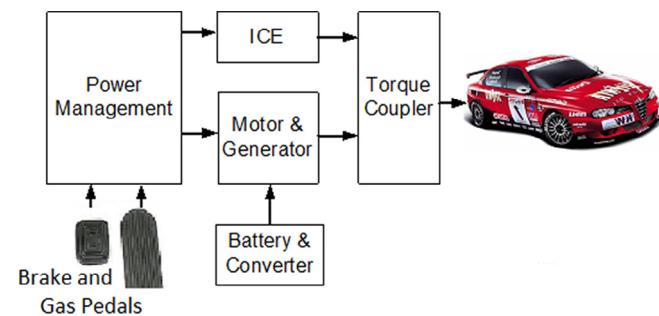 Power
Management
ICE
Motor &
Generator
Torque
Coupler
Battery &
Converter
Brake and
Gas Pedals